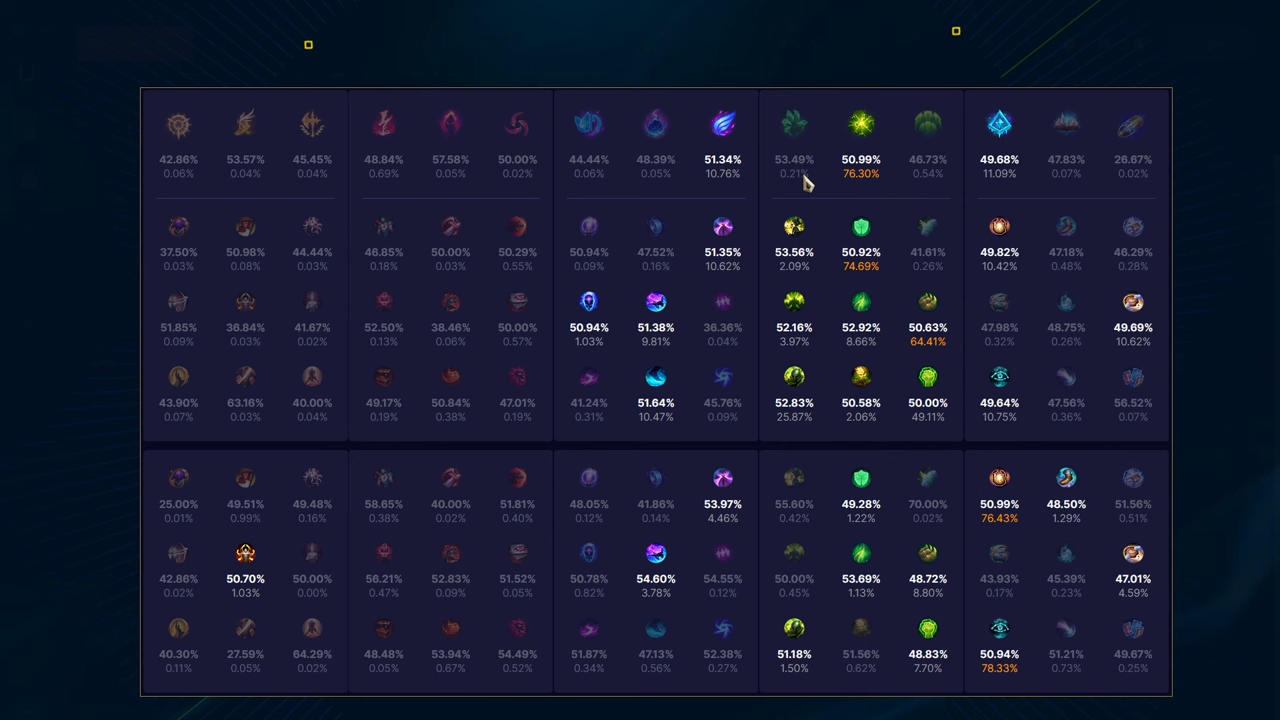 42.86% 53.57% 45.45% 48.84% 57.58% 50.00% 44.44% 48.39% 51.34% 53.49% 50.99% 46.73% 49.68% 47.83% 26.67%
0.06% 0.04% 0.04% 0.69% 0.05% 0.02% 0.06% 0.05% 10.76% 0.21% 76.30% 0.54% 11.09% 0.07% 0.02%
37.50% 50.98% 44.44% 46.85% 50.00% 50.29% 50.94% 47.52% 51.35% 53.56% 50.92% 41.61% 49.82% 47.18% 46.29%
0.03% 0.08% 0.03% 0.18% 0.03% 0.55% 0.09% 0.16% 10.62% 2.09% 74.69% 0.26% 10.42% 0.48% 0.28%
51.85% 36.84% 41.67% 52.50% 38.46% 50.00% 50.94% 51.38% 36.36% 52.16% 52.92% 50.63% 47.98% 48.75% 49.69%
0.09% 0.03% 0.02% 0.13% 0.06% 0.57% 1.03% 9.81% 0.04% 3.97% 8.66% 64.41% 0.32% 0.26% 10.62%
43.90% 63.16% 40.00% 49.17% 50.84% 47.01% 41.24% 51.64% 45.76% 52.83% 50.58% 50.00% 49.64% 47.56% 56.52%
0.07% 0.03% 0.04% 0.19% 0.38% 0.19% 0.31% 10.47% 0.09% 25.87% 2.06% 49.11% 10.75% 0.36% 0.07%
25.00% 49.51% 49.48% 58.65% 40.00% 51.81% 48.05% 41.86% 53.97% 55.60% 49.28% 70.00% 50.99% 48.50% 51.56%
0.01% 0.99% 0.16% 0.38% 0.02% 0.40% 0.12% 0.14% 4.46% 0.42% 1.22% 0.02% 76.43% 1.29% 0.51%
42.86% 50.70% 50.00% 56.21% 52.83% 51.52% 50.78% 54.60% 54.55% 50.00% 53.69% 48.72% 43.93% 45.39% 47.01%
0.02% 1.03% 0.00% 0.47% 0.09% 0.05% 0.82% 3.78% 0.12% 0.45% 1.13% 8.80% 0.17% 0.23% 4.59%
40.30% 27.59% 64.29% 48.48% 53.94% 54.49% 51.87% 47.13% 52.38% 51.18% 51.56% 48.83% 50.94% 51.21% 49.67%
0.11% 0.05% 0.02% 0.05% 0.67% 0.52% 0.34% 0.56% 0.27% 1.50% 0.62% 7.70% 78.33% 0.73% 0.25%